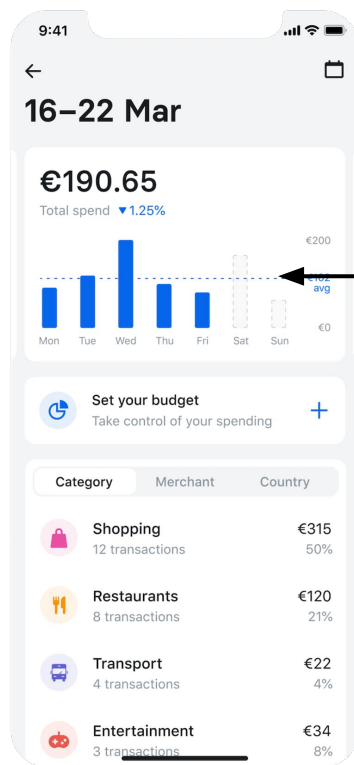 9:41
16–22 Mar
€190.65
Total spend ▼1.25%
€200
avg
€0
Mon Tue Wed Thu Fri Sat Sun
Set your budget
Take control of your spending
Category Merchant Country
Shopping €315
12 transactions 50%
Restaurants €120
8 transactions 21%
Transport €22
4 transactions 4%
Entertainment €34
3 transactions 8%